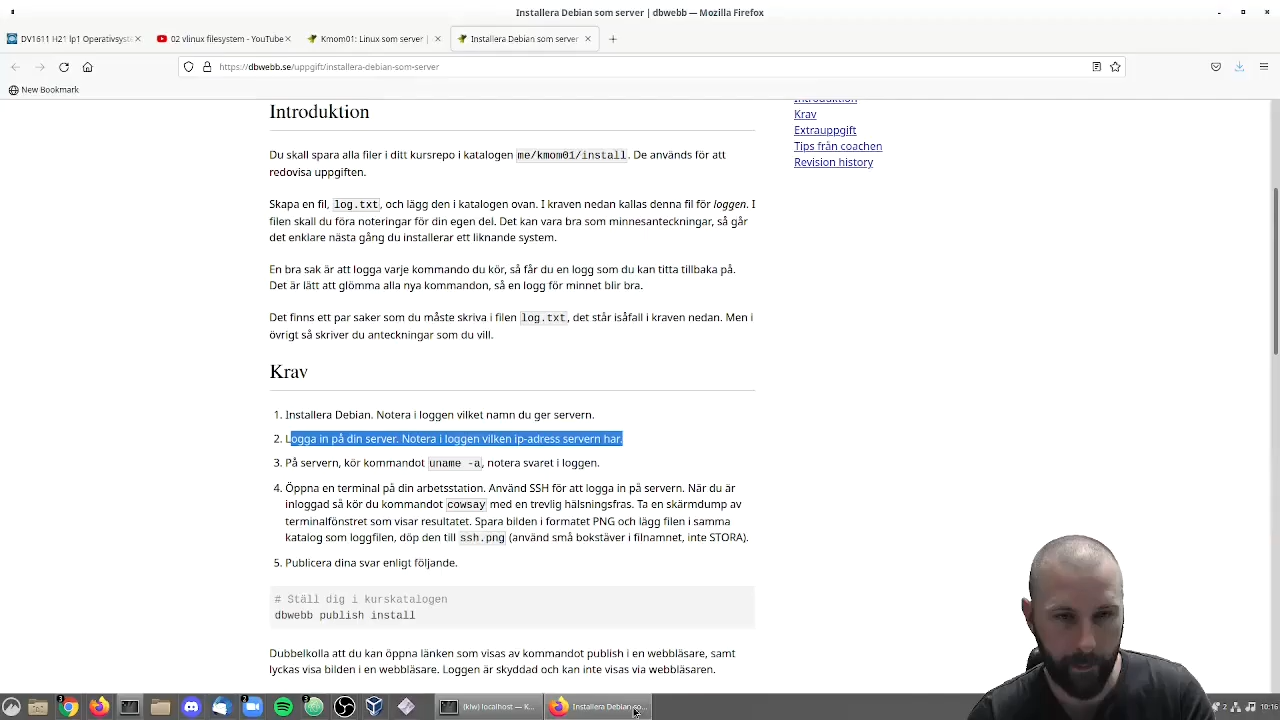 Installera Debian som server | dbwebb — Mozilla Firefox
DV1611 H21 lp1 Operativsyste
02 vlinux filesystem - YouTube
Kmom01: Linux som server |
Installera Debian som server
https://dbwebb.se/uppgift/installera-debian-som-server
New Bookmark
Introduktion
Du skall spara alla filer i ditt kursrepo i katalogen me/kmom01/install. De används för att
redovisa uppgiften.
Skapa en fil, log.txt, och lägg den i katalogen ovan. I kraven nedan kallas denna fil för loggen. I
filen skall du föra noteringar för din egen del. Det kan vara bra som minnesanteckningar, så går
det enklare nästa gång du installerar ett liknande system.
En bra sak är att logga varje kommando du kör, så får du en logg som du kan titta tillbaka på.
Det är lätt att glömma alla nya kommandon, så en logg för minnet blir bra.
Det finns ett par saker som du måste skriva i filen log.txt, det står isåfall i kraven nedan. Men i
övrigt så skriver du anteckningar som du vill.
Krav
1. Installera Debian. Notera i loggen vilket namn du ger servern.
2. Logga in på din server. Notera i loggen vilken ip-adress servern har.
3. På servern, kör kommandot uname -a, notera svaret i loggen.
4. Öppna en terminal på din arbetsstation. Använd SSH för att logga in på servern. När du är
inloggad så kör du kommandot cowsay med en trevlig hälsningsfras. Ta en skärmdump av
terminalfönstret som visar resultatet. Spara bilden i formatet PNG och lägg filen i samma
katalog som loggfilen, döp den till ssh.png (använd små bokstäver i filnamnet, inte STORA).
5. Publicera dina svar enligt följande.
# Ställ dig i kurskatalogen
dbwebb publish install
Dubbelkolla att du kan öppna länken som visas av kommandot publish i en webbläsare, samt
lyckas visa bilden i en webbläsare. Loggen är skyddad och kan inte visas via webbläsaren.
Introduktion
Krav
Extrauppgift
Tips från coachen
Revision history
3
2
3
(klw) localhost — K...
Installera Debian so...
10:16